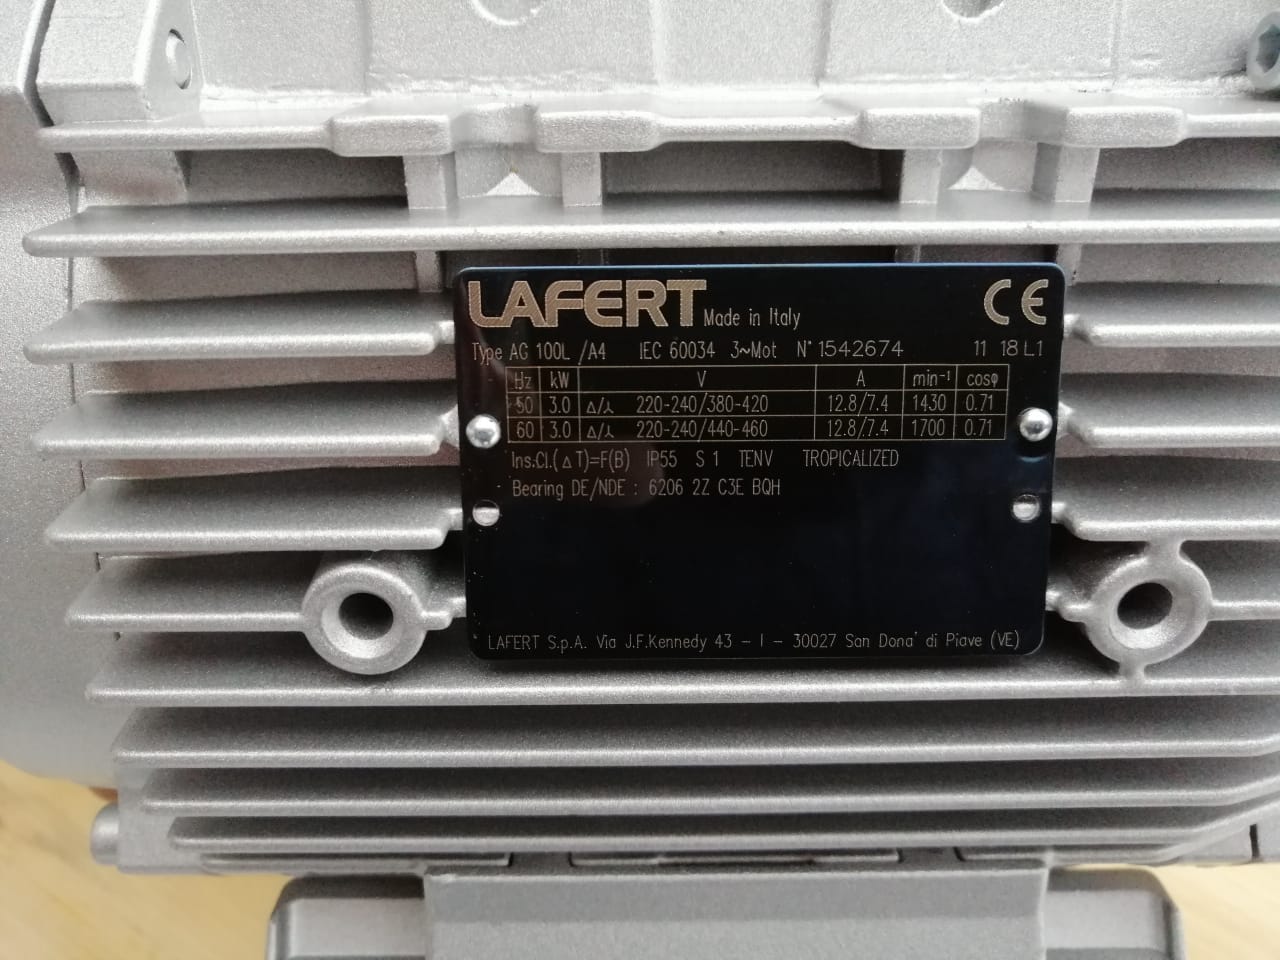 LAFERT Made in Italy CE
Type AC 100L /A4 IEC 60034 3~Mot N° 1542674 11 18 L1
Hz kW V A min⁻¹ cosφ
50 3.0 Δ/⅄ 220-240/380-420 12.8/7.4 1430 0.71
60 3.0 Δ/⅄ 220-240/440-460 12.8/7.4 1700 0.71
Ins.Cl.(ΔT)=F(B) IP55 S 1 TENV TROPICALIZED
Bearing DE/NDE : 6206 2Z C3E BQH
LAFERT S.p.A. Via J.F.Kennedy 43 - I - 30027 San Dona' di Piave (VE)